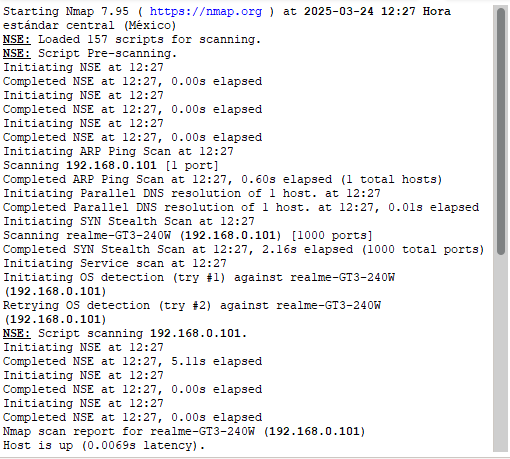 Starting Nmap 7.95 ( https://nmap.org ) at 2025-03-24 12:27 Hora
estándar central (México)
NSE: Loaded 157 scripts for scanning.
NSE: Script Pre-scanning.
Initiating NSE at 12:27
Completed NSE at 12:27, 0.00s elapsed
Initiating NSE at 12:27
Completed NSE at 12:27, 0.00s elapsed
Initiating NSE at 12:27
Completed NSE at 12:27, 0.00s elapsed
Initiating ARP Ping Scan at 12:27
Scanning 192.168.0.101 [1 port]
Completed ARP Ping Scan at 12:27, 0.60s elapsed (1 total hosts)
Initiating Parallel DNS resolution of 1 host. at 12:27
Completed Parallel DNS resolution of 1 host. at 12:27, 0.01s elapsed
Initiating SYN Stealth Scan at 12:27
Scanning realme-GT3-240W (192.168.0.101) [1000 ports]
Completed SYN Stealth Scan at 12:27, 2.16s elapsed (1000 total ports)
Initiating Service scan at 12:27
Initiating OS detection (try #1) against realme-GT3-240W
(192.168.0.101)
Retrying OS detection (try #2) against realme-GT3-240W
(192.168.0.101)
NSE: Script scanning 192.168.0.101.
Initiating NSE at 12:27
Completed NSE at 12:27, 5.11s elapsed
Initiating NSE at 12:27
Completed NSE at 12:27, 0.00s elapsed
Initiating NSE at 12:27
Completed NSE at 12:27, 0.00s elapsed
Nmap scan report for realme-GT3-240W (192.168.0.101)
Host is up (0.0069s latency).